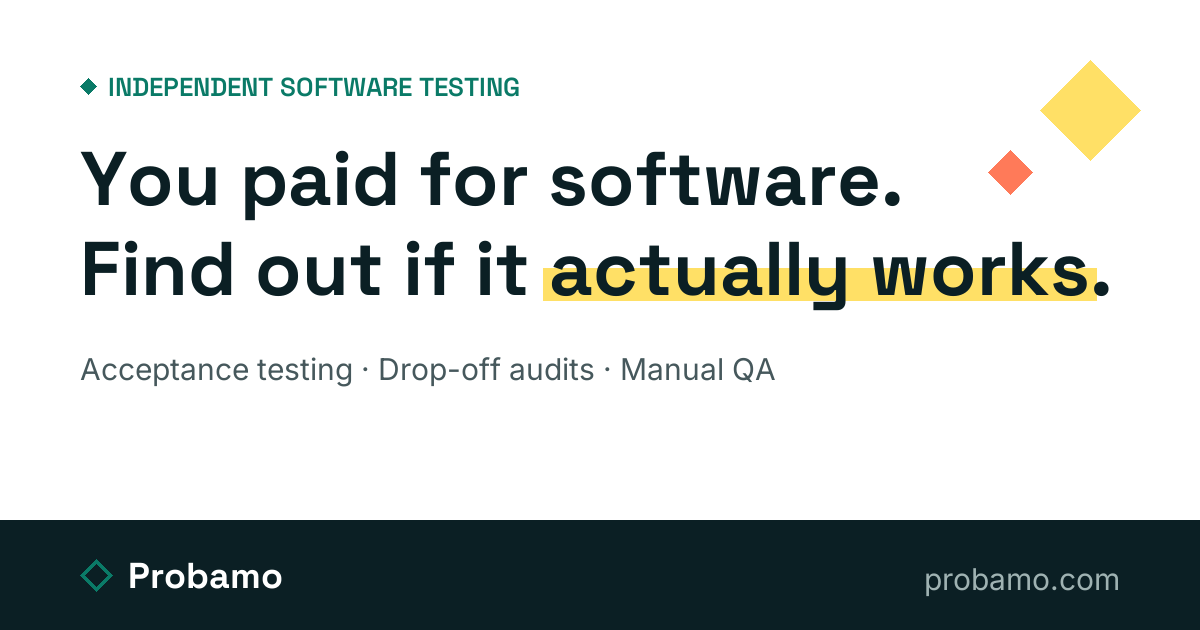 INDEPENDENT SOFTWARE TESTING
You paid for software.
Find out if it actually works.
Acceptance testing · Drop-off audits · Manual QA
Probamo
probamo.com